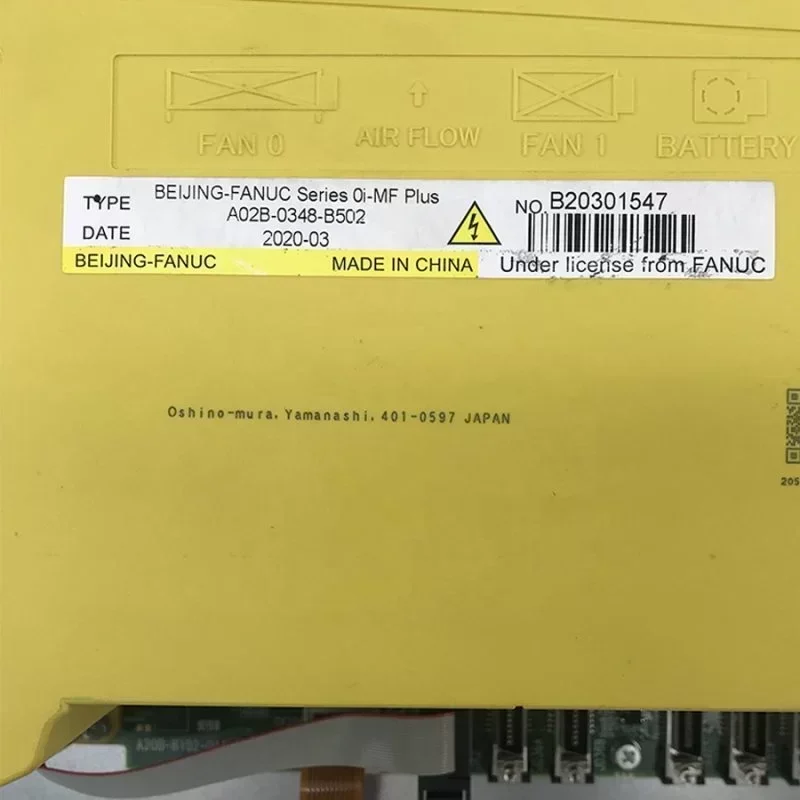 FAN 0
AIR FLOW
FAN 1
BATTERY
TYPE BEIJING-FANUC Series 0i-MF Plus
A02B-0348-B502
NO. B20301547
DATE 2020-03
BEIJING-FANUC MADE IN CHINA Under license from FANUC
Oshino-mura, Yamanashi, 401-0597 JAPAN
205